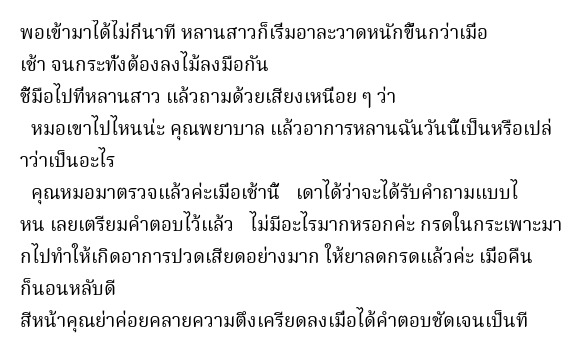 พอเข้ามาได้ไม่กี่นาที หลานสาวก็เริ่มอาละวาดหนักขึ้นกว่าเมื่อ
เช้า จนกระทั่งต้องลงไม้ลงมือกัน
ชี้มือไปที่หลานสาว แล้วถามด้วยเสียงเหนื่อย ๆ ว่า
หมอเขาไปไหนน่ะ คุณพยาบาล แล้วอาการหลานฉันวันนี้เป็นหรือเปล่
าว่าเป็นอะไร
คุณหมอมาตรวจแล้วค่ะเมื่อเช้านี้ เดาได้ว่าจะได้รับคำถามแบบไ
หน เลยเตรียมคำตอบไว้แล้ว ไม่มีอะไรมากหรอกค่ะ กรดในกระเพาะมา
กไปทำให้เกิดอาการปวดเสียดอย่างมาก ให้ยาลดกรดแล้วค่ะ เมื่อคืน
ก็นอนหลับดี
สีหน้าคุณย่าค่อยคลายความตึงเครียดลงเมื่อได้คำตอบชัดเจนเป็นที่